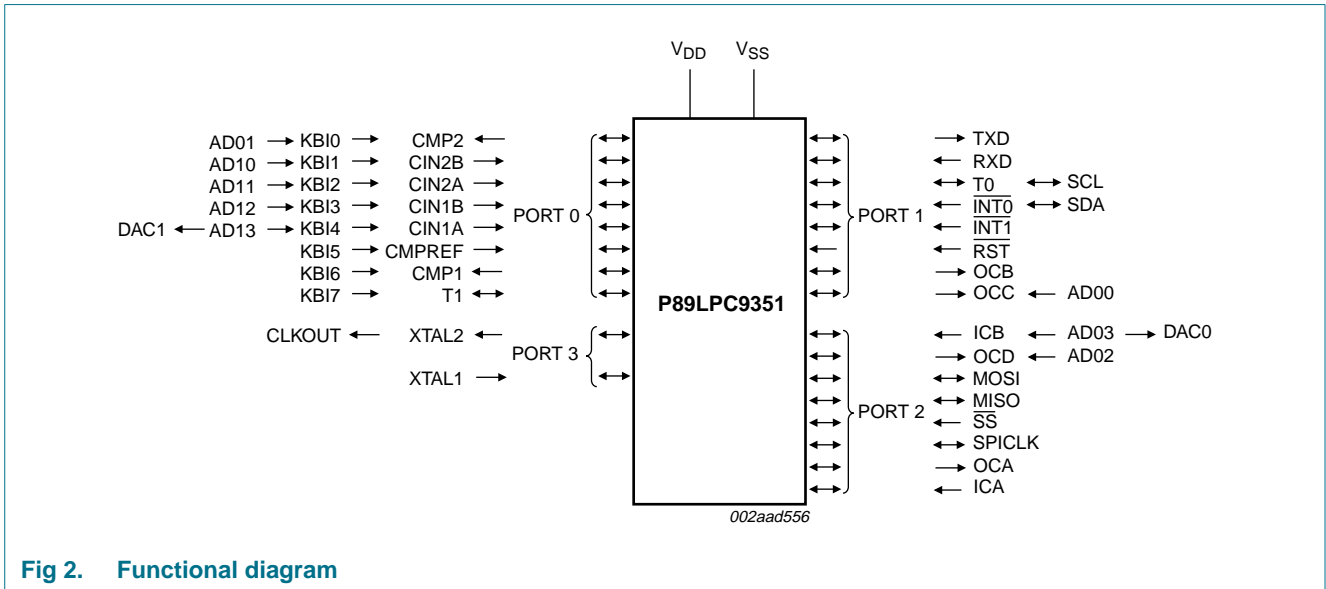 VDD VSS
AD01 KBI0 CMP2 TXD
AD10 KBI1 CIN2B RXD
AD11 KBI2 CIN2A T0 SCL
AD12 KBI3 CIN1B PORT 0 PORT 1 INT0 SDA
DAC1 AD13 KBI4 CIN1A INT1
KBI5 CMPREF RST
KBI6 CMP1 OCB
KBI7 T1 P89LPC9351 OCC AD00
CLKOUT XTAL2 PORT 3 ICB AD03 DAC0
OCD AD02
XTAL1 MOSI
PORT 2 MISO
SS
SPICLK
OCA
ICA
002aad556
Fig 2. Functional diagram